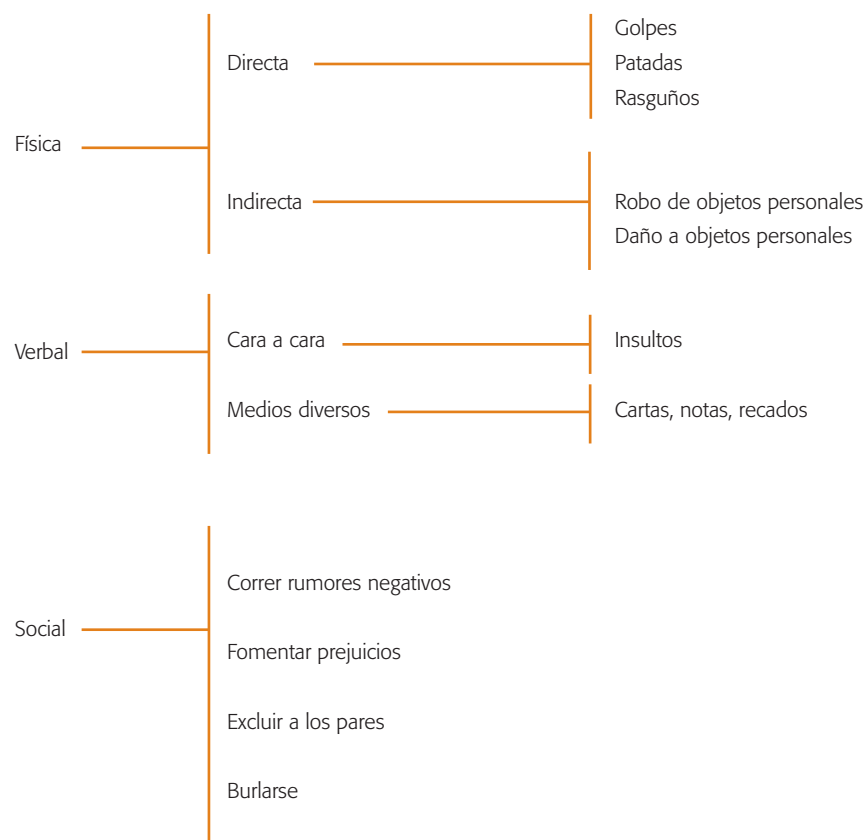 Física
Directa
Golpes
Patadas
Rasguños
Indirecta
Robo de objetos personales
Daño a objetos personales
Verbal
Cara a cara
Insultos
Medios diversos
Cartas, notas, recados
Social
Correr rumores negativos
Fomentar prejuicios
Excluir a los pares
Burlarse